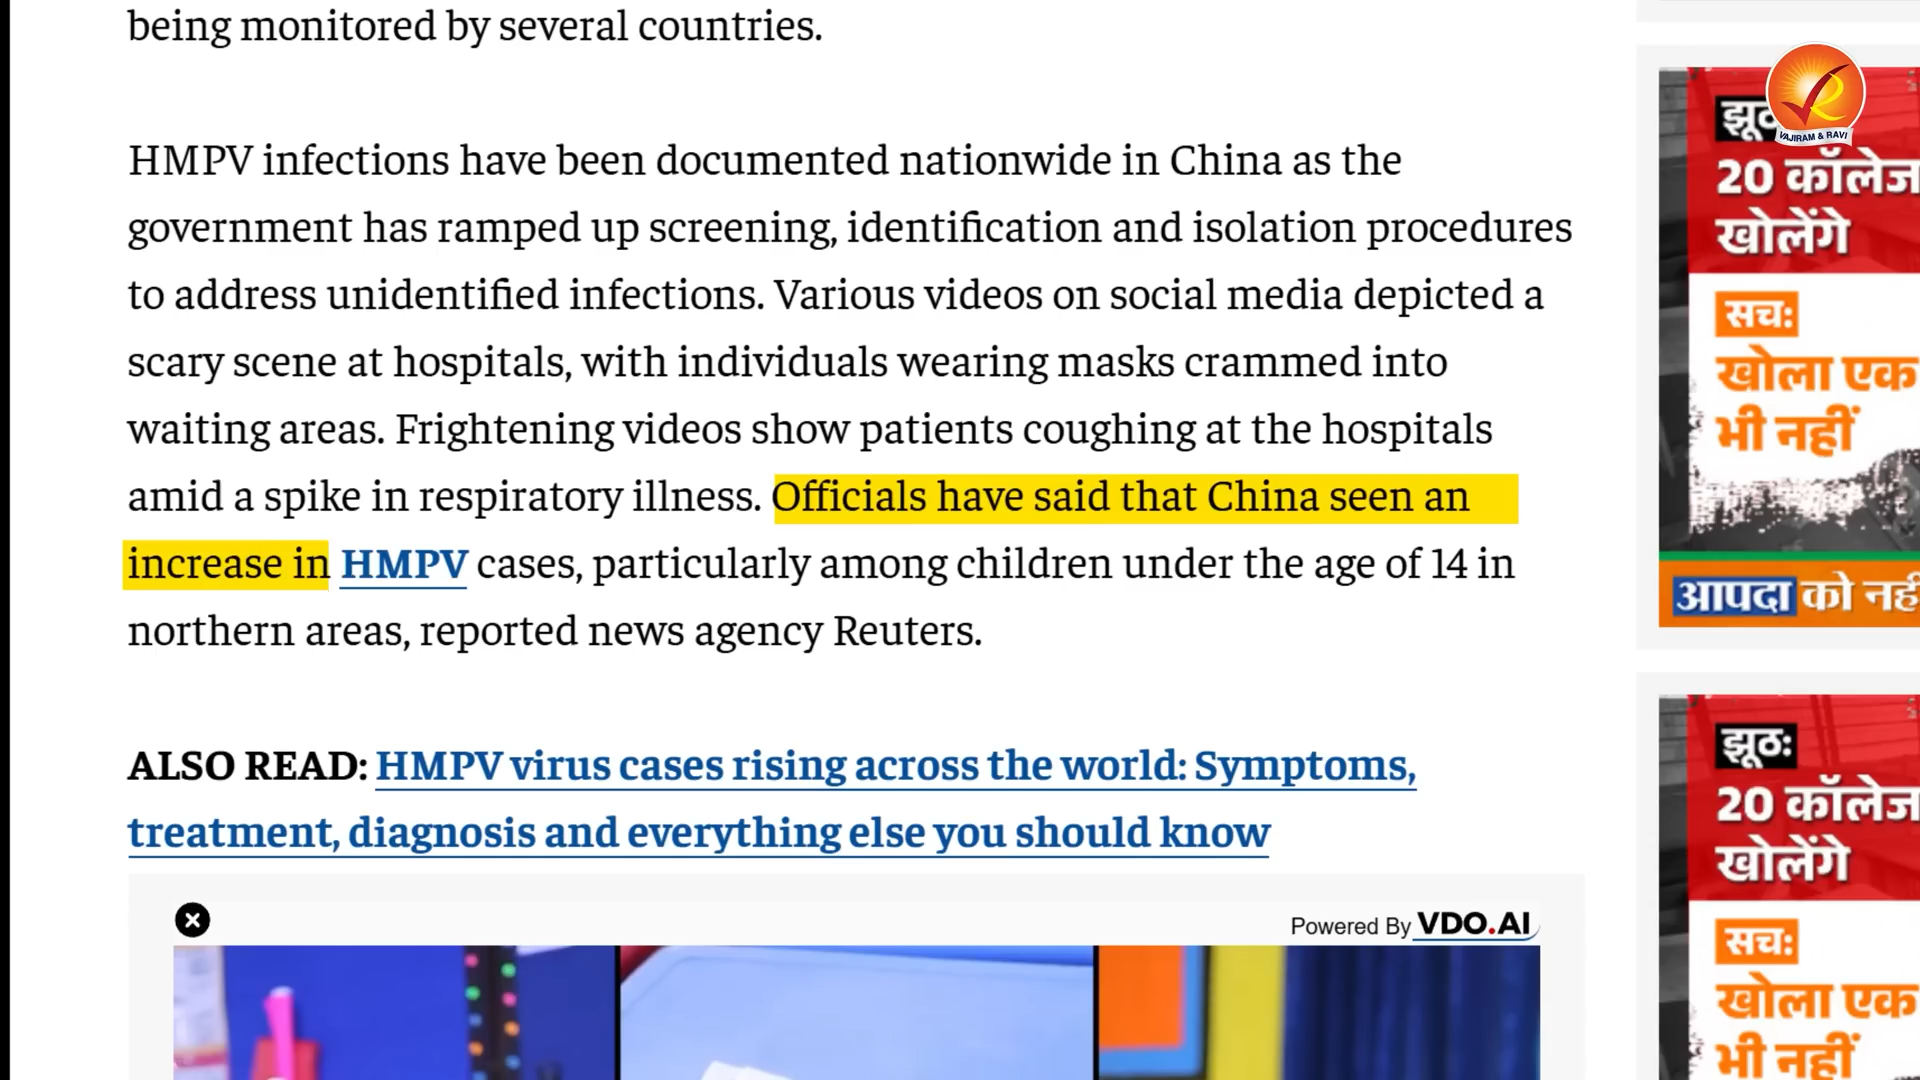 being monitored by several countries.
HMPV infections have been documented nationwide in China as the
government has ramped up screening, identification and isolation procedures
to address unidentified infections. Various videos on social media depicted a
scary scene at hospitals, with individuals wearing masks crammed into
waiting areas. Frightening videos show patients coughing at the hospitals
amid a spike in respiratory illness. Officials have said that China seen an
increase in HMPV cases, particularly among children under the age of 14 in
northern areas, reported news agency Reuters.
ALSO READ: HMPV virus cases rising across the world: Symptoms,
treatment, diagnosis and everything else you should know
Powered By VDO.AI
VAJIRAM & RAVI
20 कॉलेज
खोलेंगे
सच:
खोला एक
भी नहीं
आपदा को
झूठ:
20 कॉलेज
खोलेंगे
सच:
खोला एक
भी नहीं